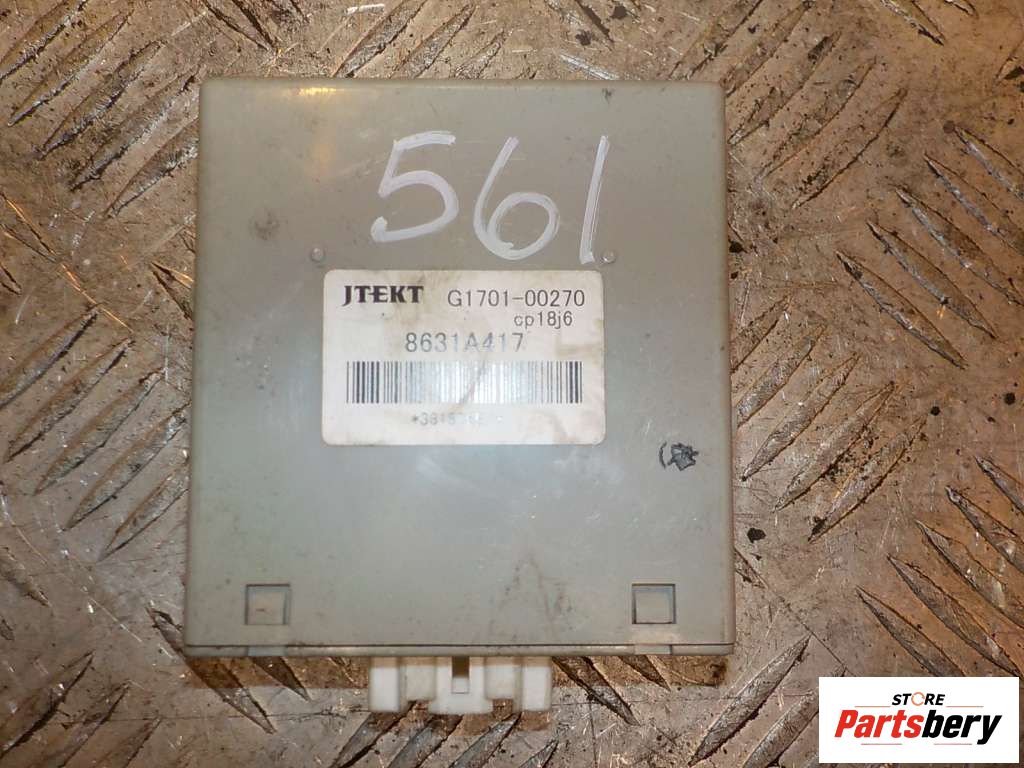 561
JTEKT G1701-00270
cp18j6
8631A417
STORE
Partsbery